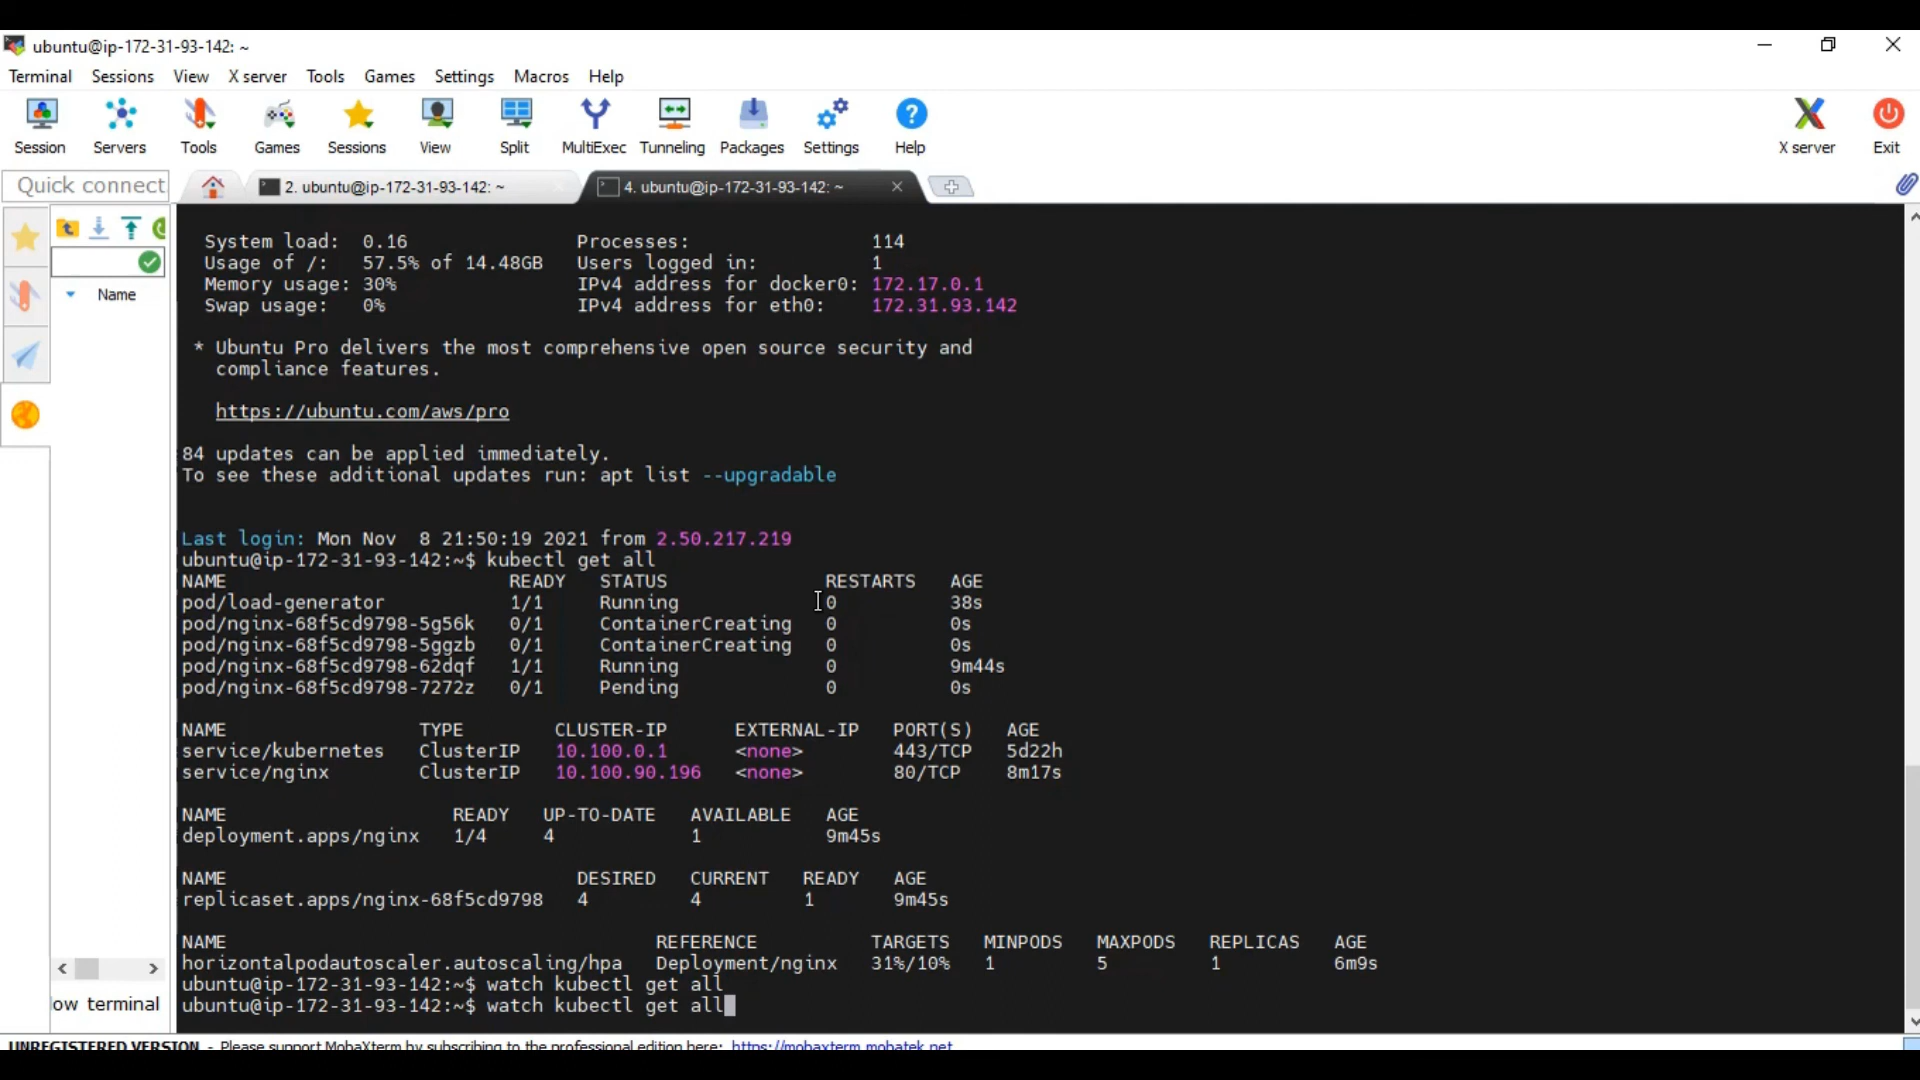 ubuntu@ip-172-31-93-142: ~
Terminal Sessions View X server Tools Games Settings Macros Help
Session Servers Tools Games Sessions View Split MultiExec Tunneling Packages Settings Help X server Exit
Quick connect 2. ubuntu@ip-172-31-93-142: ~ 4. ubuntu@ip-172-31-93-142: ~
Name
System load: 0.16 Processes: 114
Usage of /: 57.5% of 14.48GB Users logged in: 1
Memory usage: 30% IPv4 address for docker0: 172.17.0.1
Swap usage: 0% IPv4 address for eth0: 172.31.93.142
* Ubuntu Pro delivers the most comprehensive open source security and
compliance features.
https://ubuntu.com/aws/pro
84 updates can be applied immediately.
To see these additional updates run: apt list --upgradable
Last login: Mon Nov 8 21:50:19 2021 from 2.50.217.219
ubuntu@ip-172-31-93-142:~$ kubectl get all
NAME READY STATUS RESTARTS AGE
pod/load-generator 1/1 Running 0 38s
pod/nginx-68f5cd9798-5g56k 0/1 ContainerCreating 0 0s
pod/nginx-68f5cd9798-5ggzb 0/1 ContainerCreating 0 0s
pod/nginx-68f5cd9798-62dqf 1/1 Running 0 9m44s
pod/nginx-68f5cd9798-7272z 0/1 Pending 0 0s
NAME TYPE CLUSTER-IP EXTERNAL-IP PORT(S) AGE
service/kubernetes ClusterIP 10.100.0.1 <none> 443/TCP 5d22h
service/nginx ClusterIP 10.100.90.196 <none> 80/TCP 8m17s
NAME READY UP-TO-DATE AVAILABLE AGE
deployment.apps/nginx 1/4 4 1 9m45s
NAME DESIRED CURRENT READY AGE
replicaset.apps/nginx-68f5cd9798 4 4 1 9m45s
NAME REFERENCE TARGETS MINPODS MAXPODS REPLICAS AGE
horizontalpodautoscaler.autoscaling/hpa Deployment/nginx 31%/10% 1 5 1 6m9s
ubuntu@ip-172-31-93-142:~$ watch kubectl get all
ubuntu@ip-172-31-93-142:~$ watch kubectl get all
ow terminal
UNREGISTERED VERSION - Please support MobaXterm by subscribing to the professional edition here: https://mobaxterm.mobatek.net